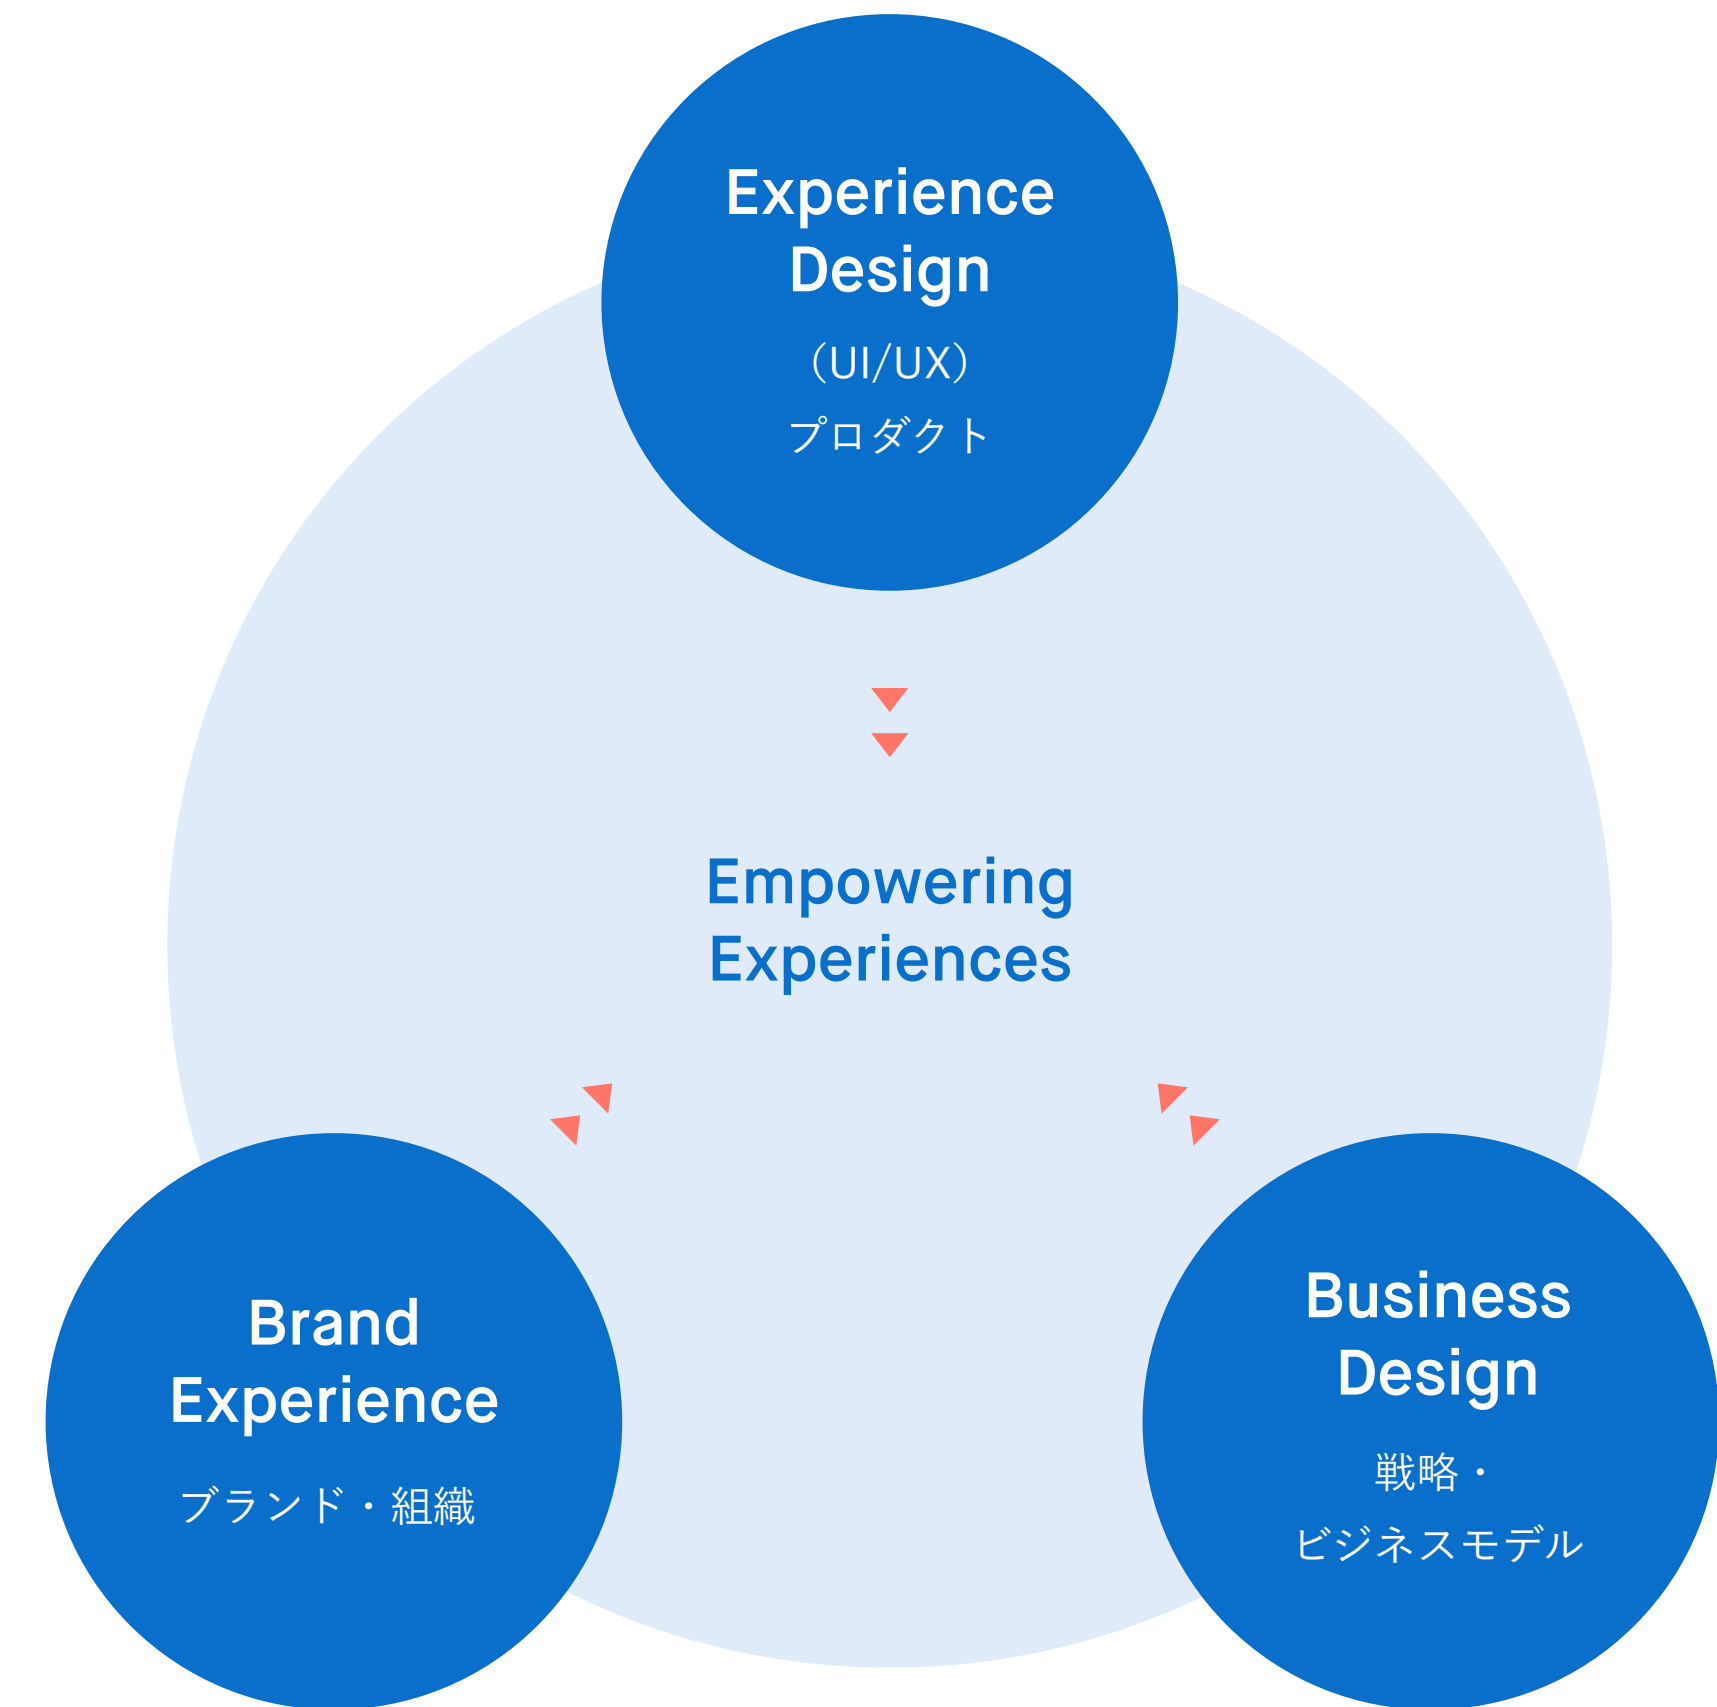 Experience
Design
（UI/UX）
プロダクト
Empowering
Experiences
Brand
Experience
ブランド・組織
Business
Design
戦略・
ビジネスモデル